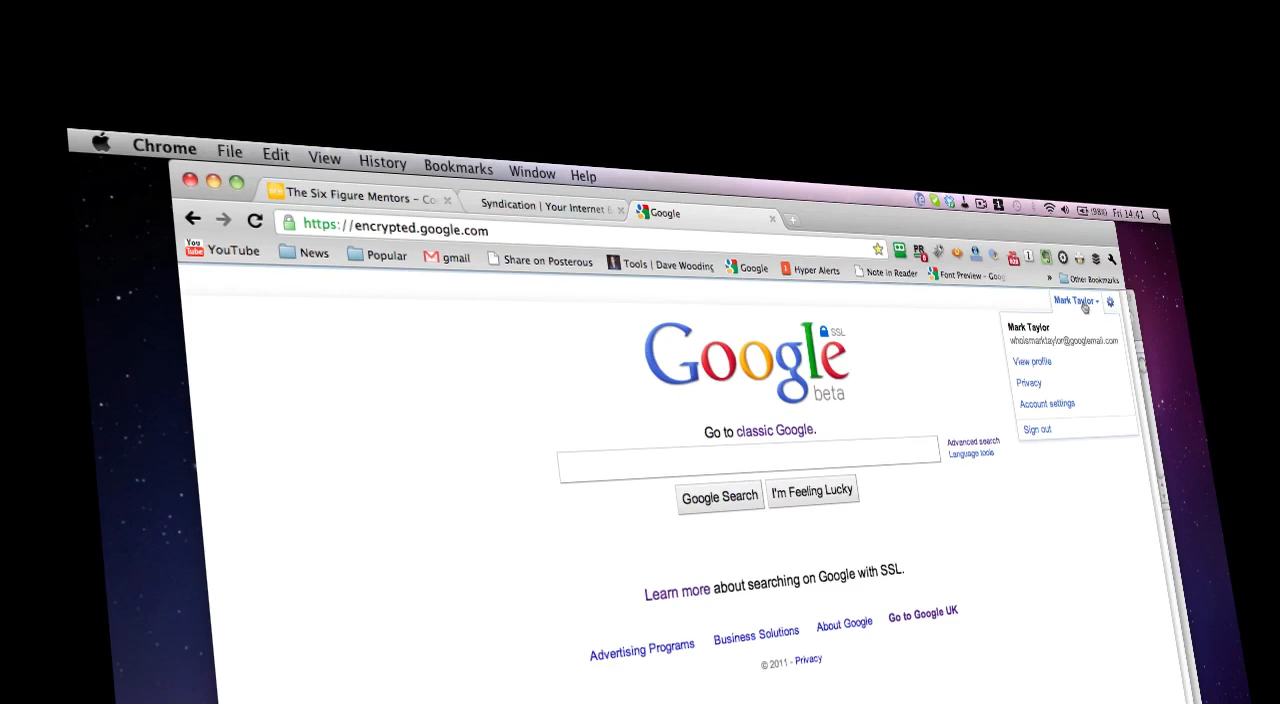 Chrome File Edit View History Bookmarks Window Help
(98%) Fri 14:41
The Six Figure Mentors – Co
Syndication | Your Internet
Google
https://encrypted.google.com
You Tube YouTube
News
Popular
gmail
Share on Posterous
Tools | Dave Wooding
Google
Hyper Alerts
Note in Reader
Font Preview – Goog
» Other Bookmarks
Mark Taylor
Mark Taylor
whoismarktaylor@googlemail.com
View profile
Privacy
Account settings
Sign out
Google SSL
beta
Go to classic Google.
Advanced search
Language tools
Google Search I'm Feeling Lucky
Learn more about searching on Google with SSL.
Advertising Programs Business Solutions About Google Go to Google UK
© 2011 - Privacy